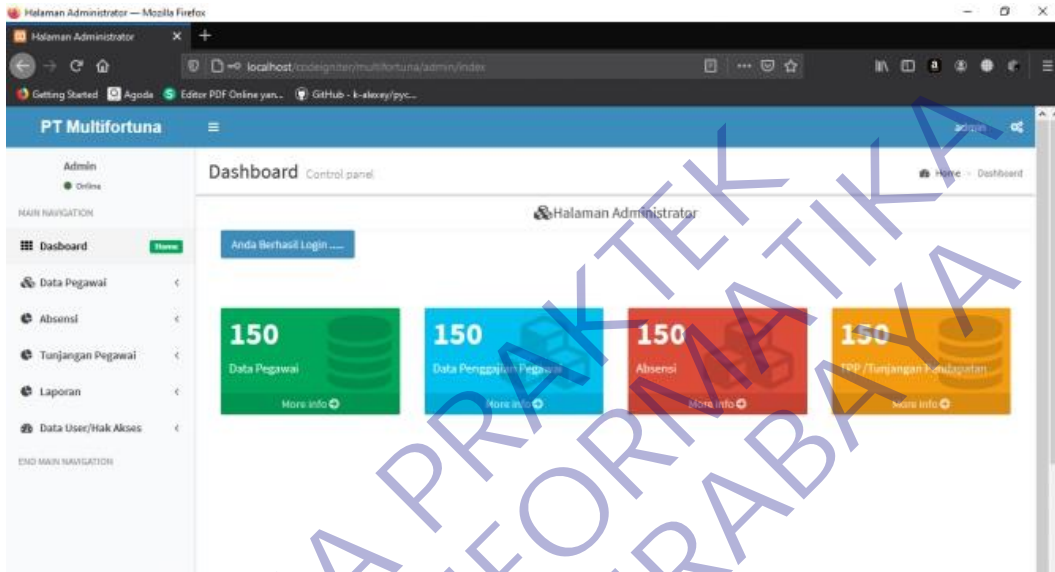 Halaman Administrator — Mozilla Firefox
Halaman Administrator
localhost/codeigniter/multifortuna/admin/index
Getting Started Agoda Editor PDF Online yan... GitHub - k-alexey/pyc...
PT Multifortuna
admin
Admin
Online
Dashboard Control panel
Home > Dashboard
MAIN NAVIGATION
Halaman Administrator
Anda Berhasil Login .....
Dasboard Home
Data Pegawai
Absensi
Tunjangan Pegawai
Laporan
Data User/Hak Akses
END MAIN NAVIGATION
150
Data Pegawai
More info
150
Data Penggajian Pegawai
More info
150
Absensi
More info
150
TPP /Tunjangan Pendapatan
More info
A PRAKTEK
FORMATIKA
RABAYA